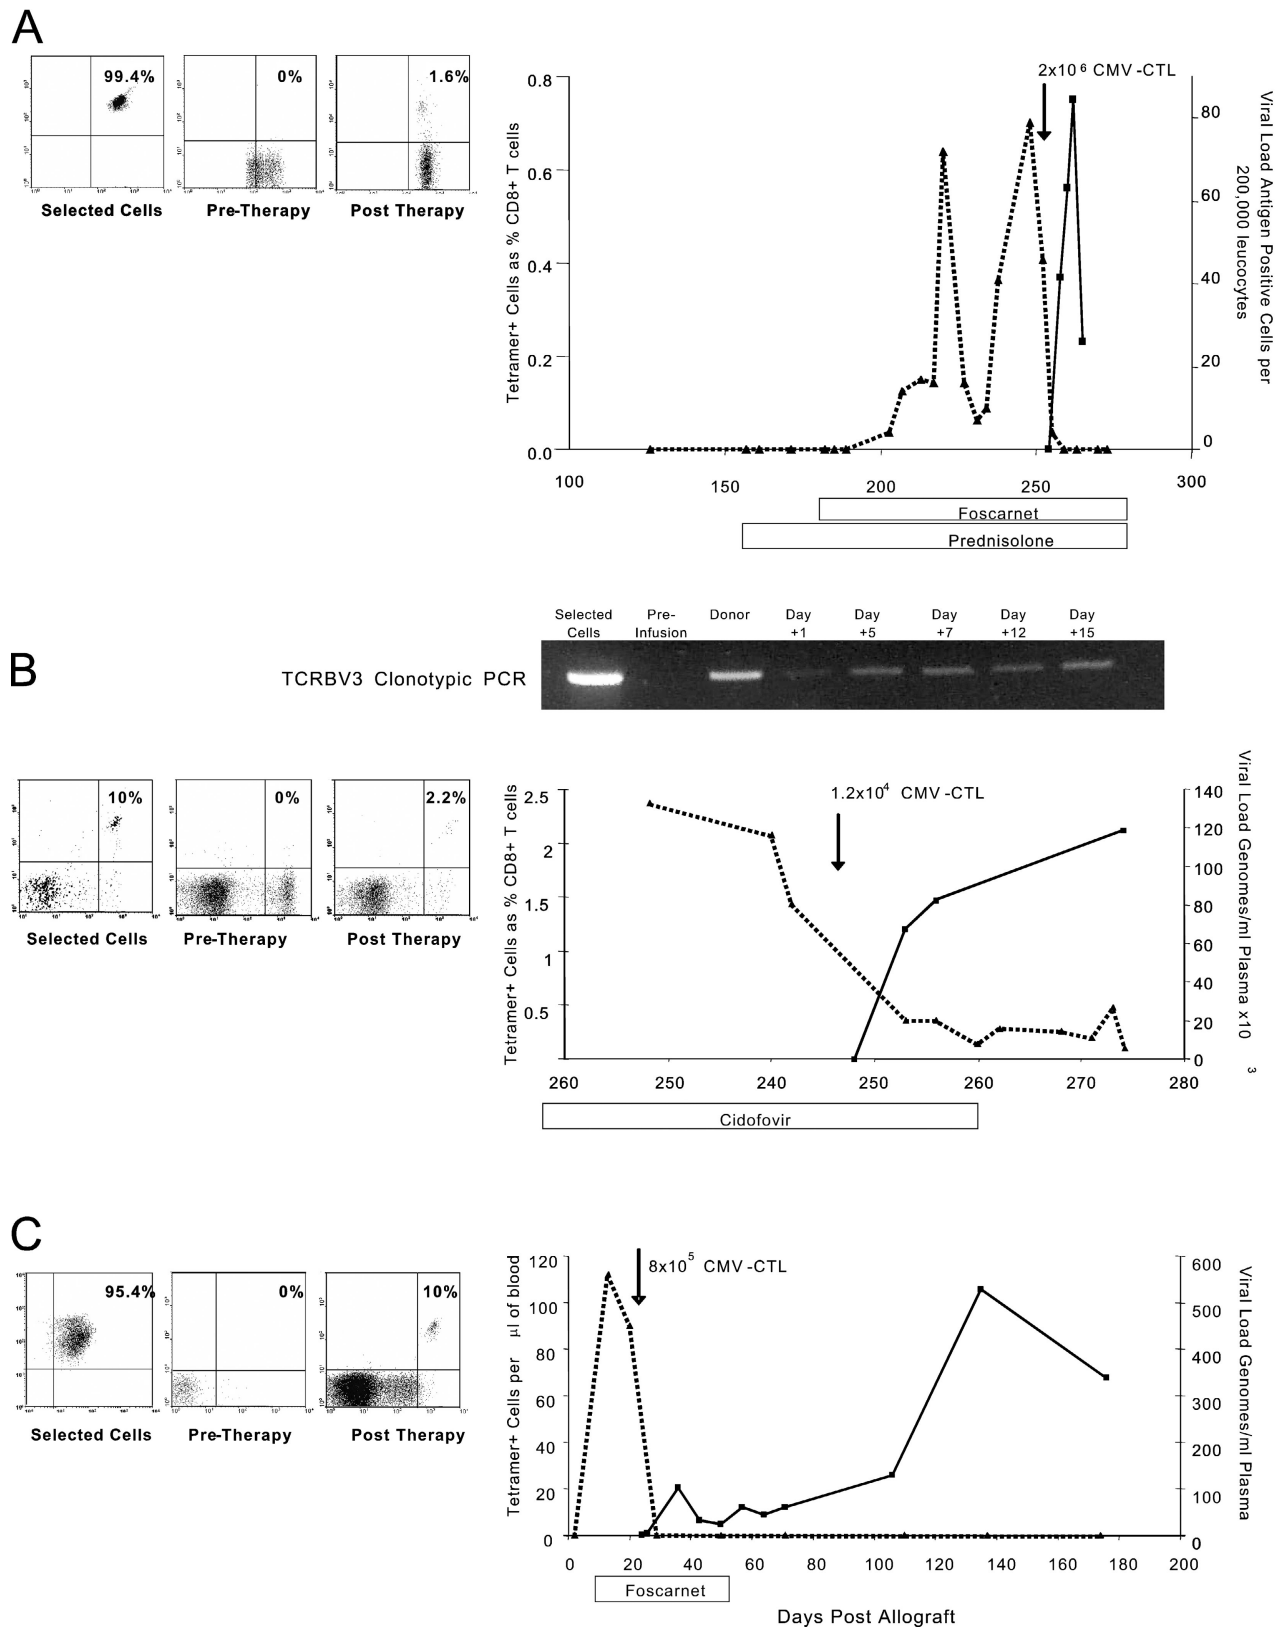 A
99.4%
0%
1.6%
Selected Cells
Pre-Therapy
Post Therapy
2x10 6 CMV -CTL
Tetramer+ Cells as % CD8+ T cells
0.8
0.6
0.4
0.2
0.0
80
60
40
20
0
Viral Load Antigen Positive Cells per
200,000 leucocytes
100
150
200
250
300
Foscarnet
Prednisolone
B
TCRBV3 Clonotypic PCR
Selected
Cells
Pre-
Infusion
Donor
Day
+1
Day
+5
Day
+7
Day
+12
Day
+15
10%
0%
2.2%
Selected Cells
Pre-Therapy
Post Therapy
1.2x10 4 CMV -CTL
Tetramer+ Cells as % CD8+ T cells
2.5
2
1.5
1
0.5
140
120
100
80
60
40
20
0
Viral Load Genomes/ml Plasma x10 3
260
250
240
250
260
270
280
Cidofovir
C
95.4%
0%
10%
Selected Cells
Pre-Therapy
Post Therapy
8x10 5 CMV -CTL
Tetramer+ Cells per µl of blood
120
100
80
60
40
20
0
600
500
400
300
200
100
0
Viral Load Genomes/ml Plasma
0
20
40
60
80
100
120
140
160
180
200
Foscarnet
Days Post Allograft